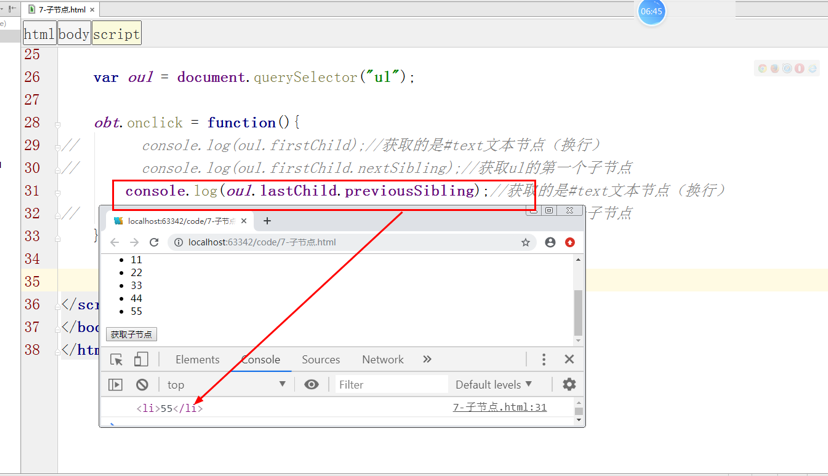 7-子节点.html ×
06:45
html body script
25
26 var oul = document.querySelector("ul");
27
28 obt.onclick = function(){
29 // console.log(oul.firstChild);//获取的是#text文本节点（换行）
30 // console.log(oul.firstChild.nextSibling);//获取ul的第一个子节点
31 console.log(oul.lastChild.previousSibling);//获取的是#text文本节点（换行）
32 // 子节点
33 }
34
35
36 </scr
37 </boc
38 </htm
localhost:63342/code/7-子节点 × +
localhost:63342/code/7-子节点.html
• 11
• 22
• 33
• 44
• 55
获取子节点
Elements Console Sources Network »
top ▼ Filter Default levels ▼
<li>55</li> 7-子节点.html:31